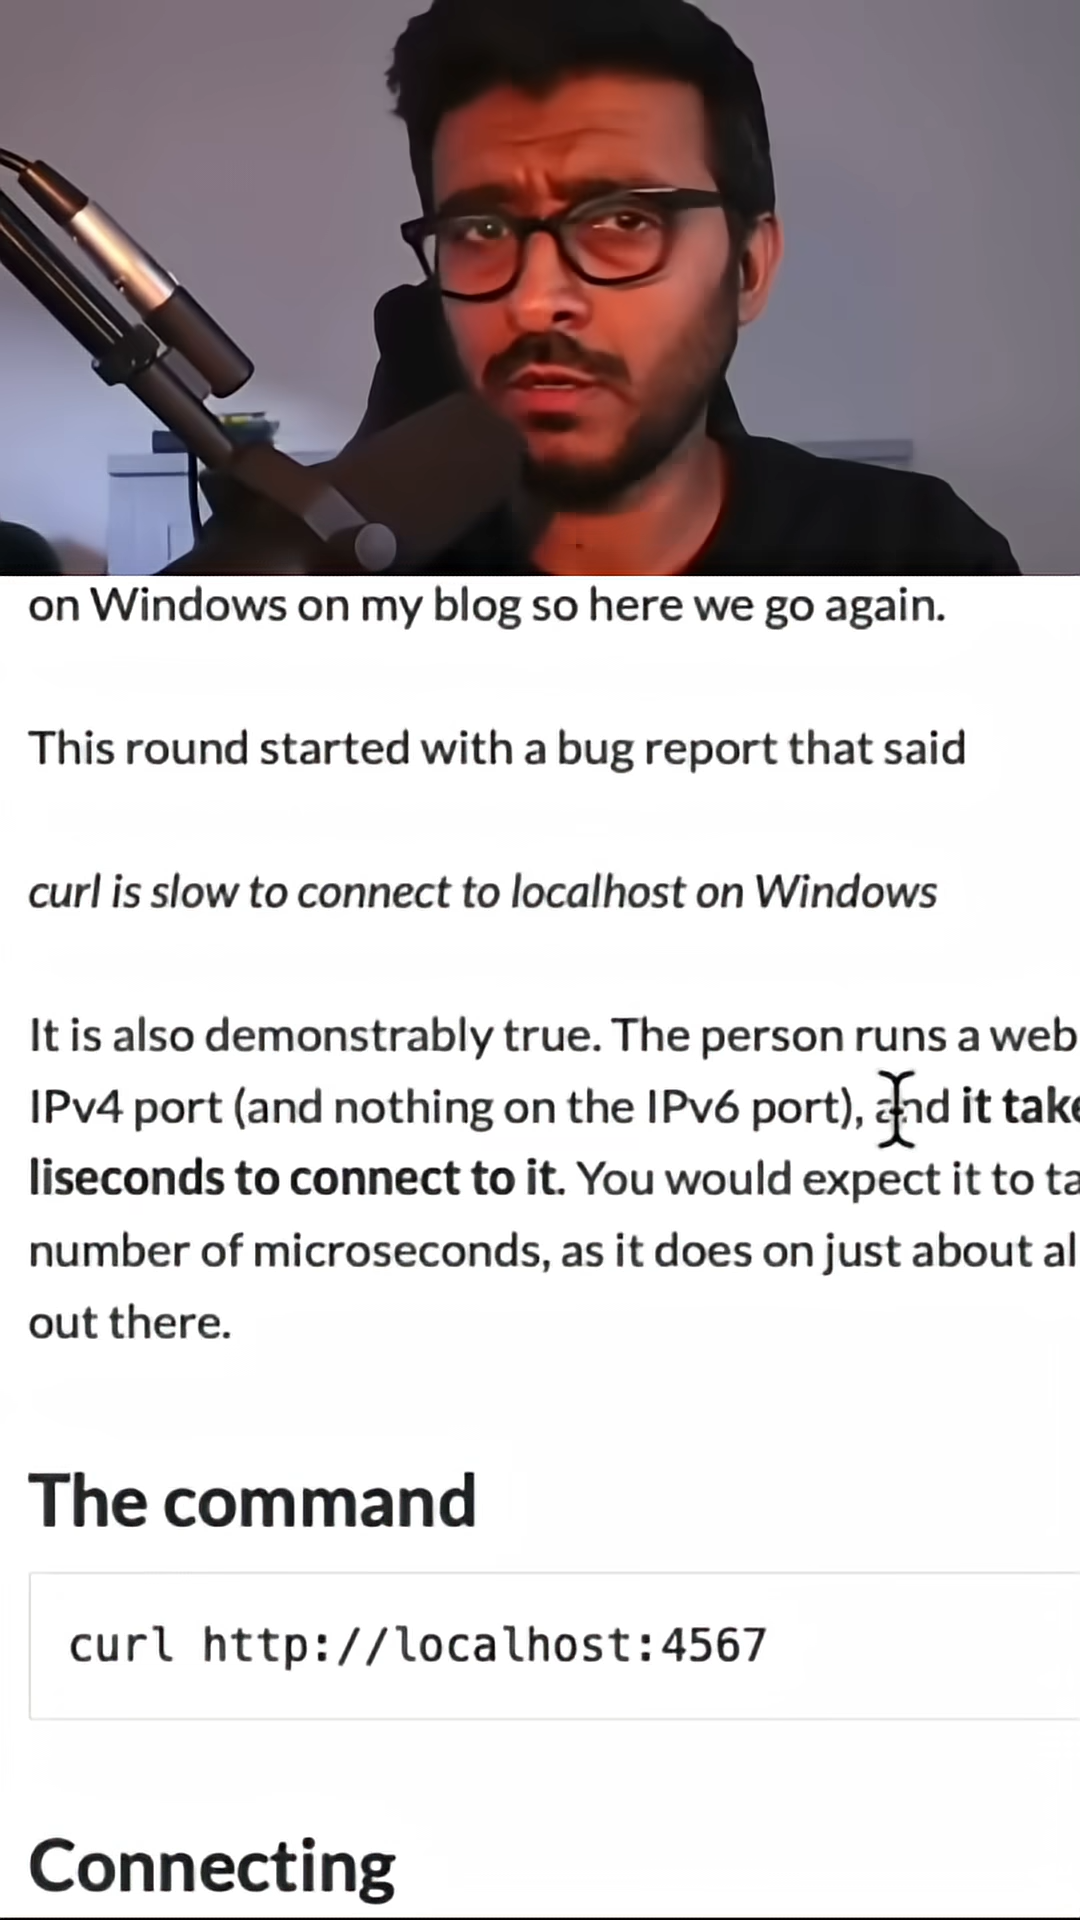 on Windows on my blog so here we go again.
This round started with a bug report that said
curl is slow to connect to localhost on Windows
It is also demonstrably true. The person runs a web
IPv4 port (and nothing on the IPv6 port), and it take
liseconds to connect to it. You would expect it to ta
number of microseconds, as it does on just about al
out there.
The command
curl http://localhost:4567
Connecting